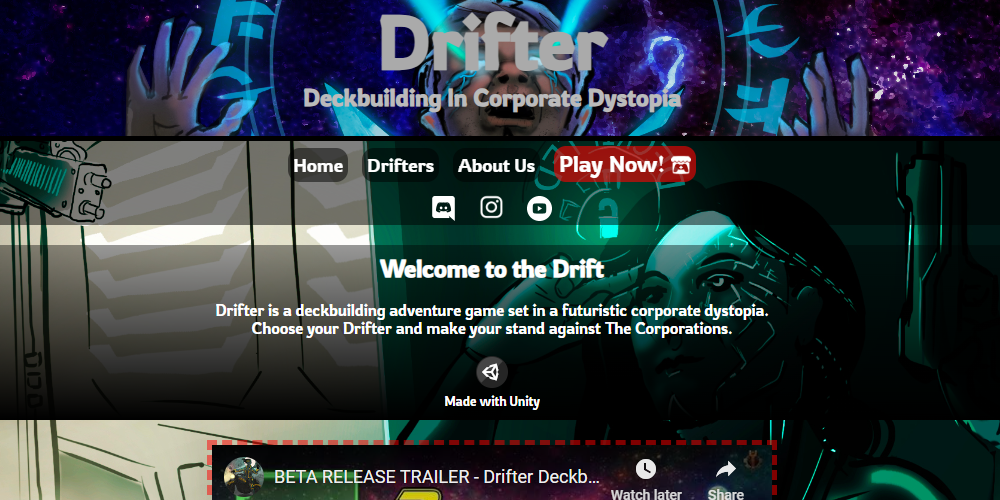 Drifter
Deckbuilding In Corporate Dystopia
Home Drifters About Us Play Now!
Welcome to the Drift
Drifter is a deckbuilding adventure game set in a futuristic corporate dystopia.
Choose your Drifter and make your stand against The Corporations.
Made with Unity
BETA RELEASE TRAILER - Drifter Deckb...
Watch later Share